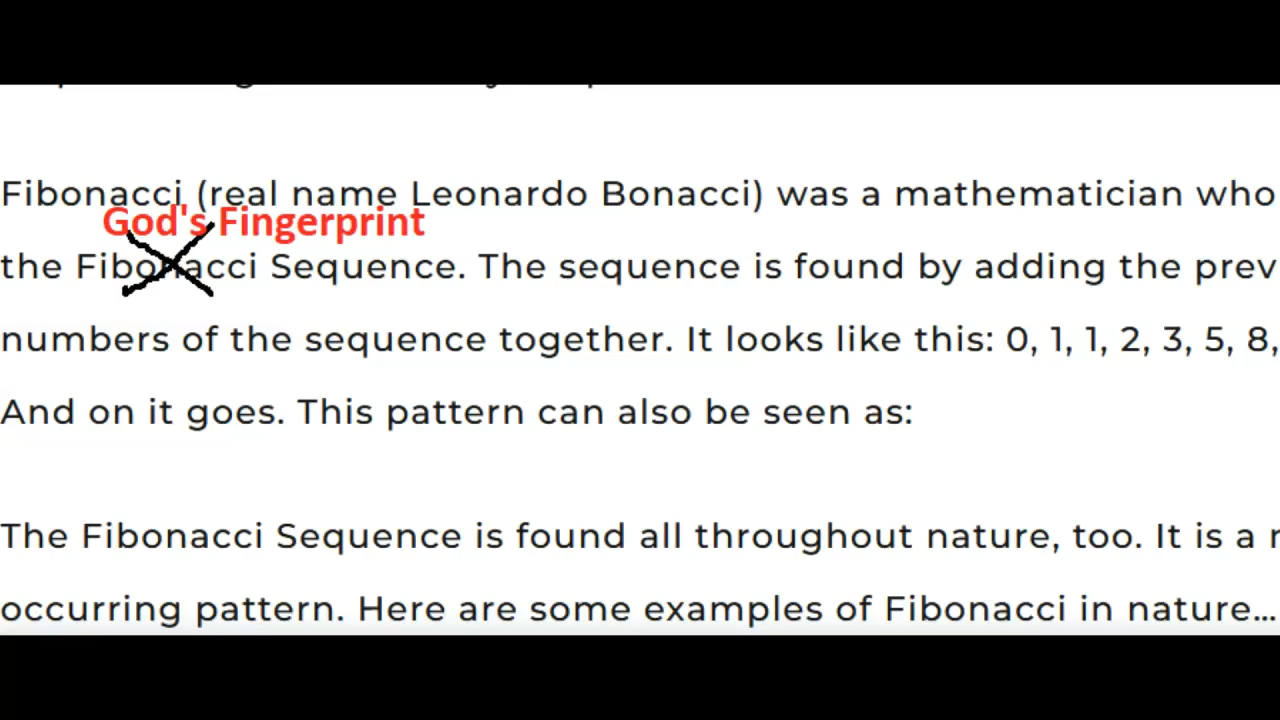 Fibonacci (real name Leonardo Bonacci) was a mathematician who
God's Fingerprint
the Fibonacci Sequence. The sequence is found by adding the prev
numbers of the sequence together. It looks like this: 0, 1, 1, 2, 3, 5, 8,
And on it goes. This pattern can also be seen as:
The Fibonacci Sequence is found all throughout nature, too. It is a
occurring pattern. Here are some examples of Fibonacci in nature...